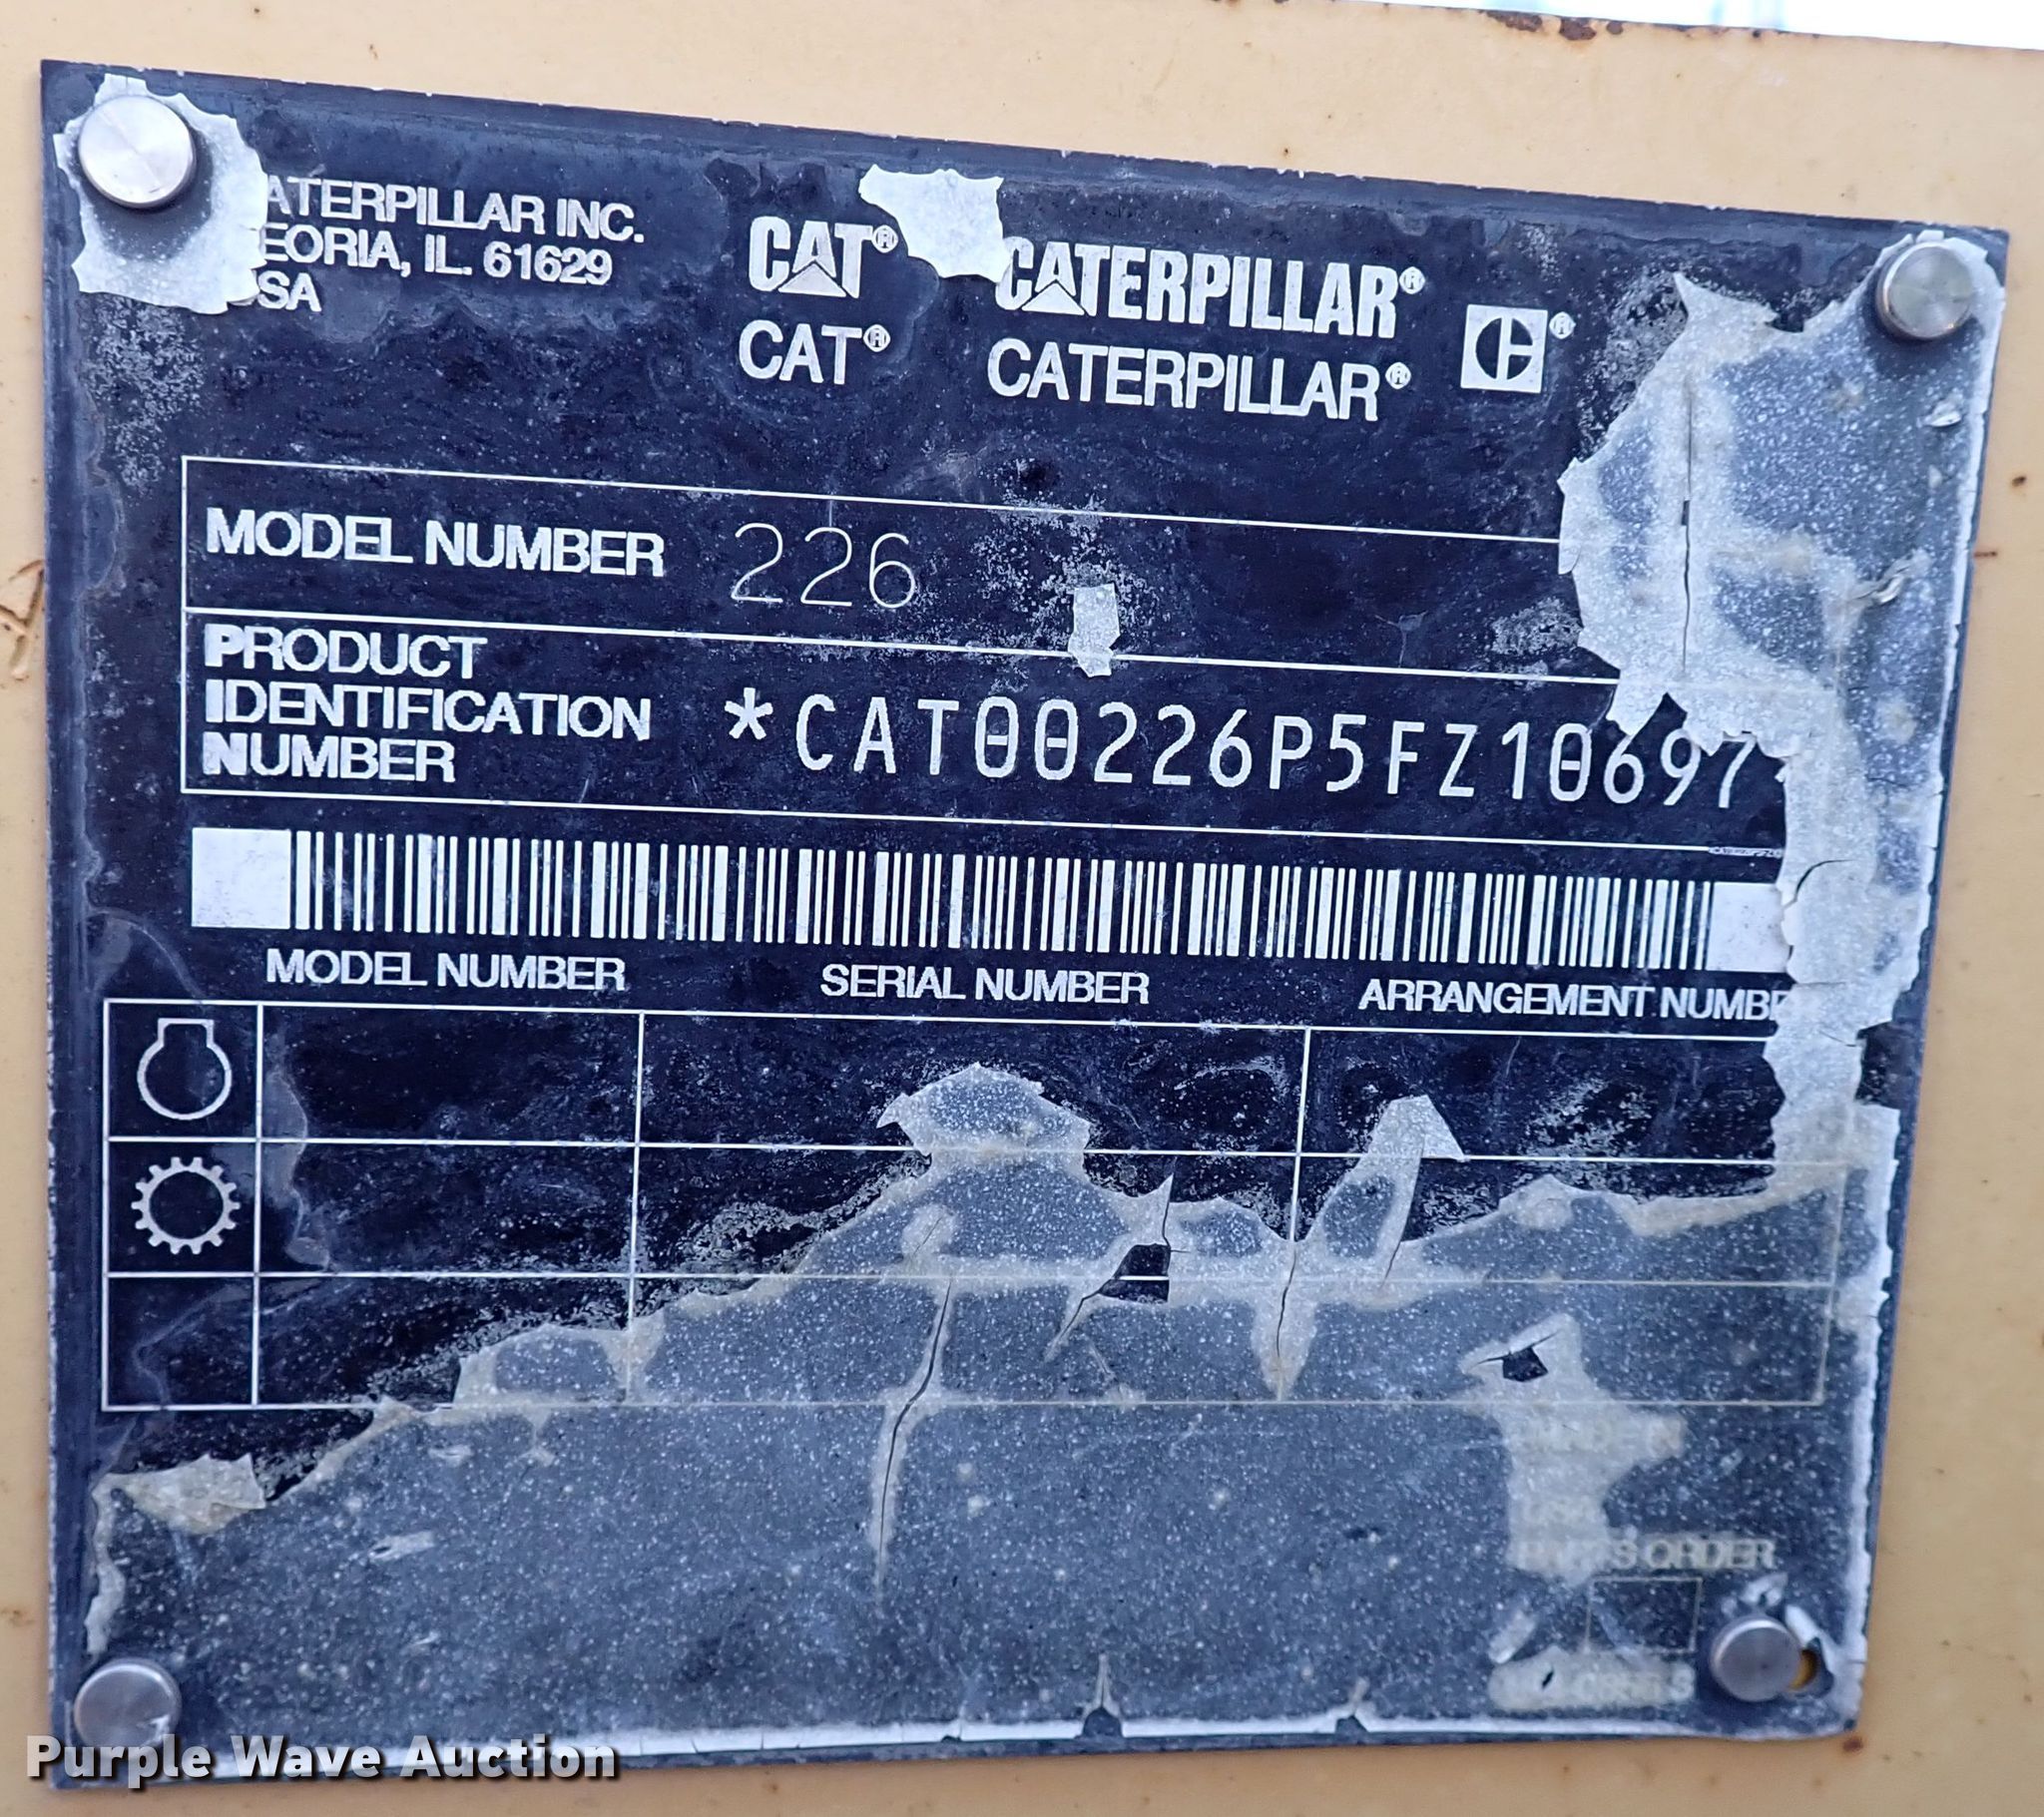 ATERPILLAR INC.
EORIA, IL. 61629
SA
CAT® CATERPILLAR®
CAT® CATERPILLAR®
MODEL NUMBER 226
PRODUCT
IDENTIFICATION
NUMBER
*CAT00226P5FZ10697
MODEL NUMBER SERIAL NUMBER ARRANGEMENT NUMBE
ORDER
Purple Wave Auction